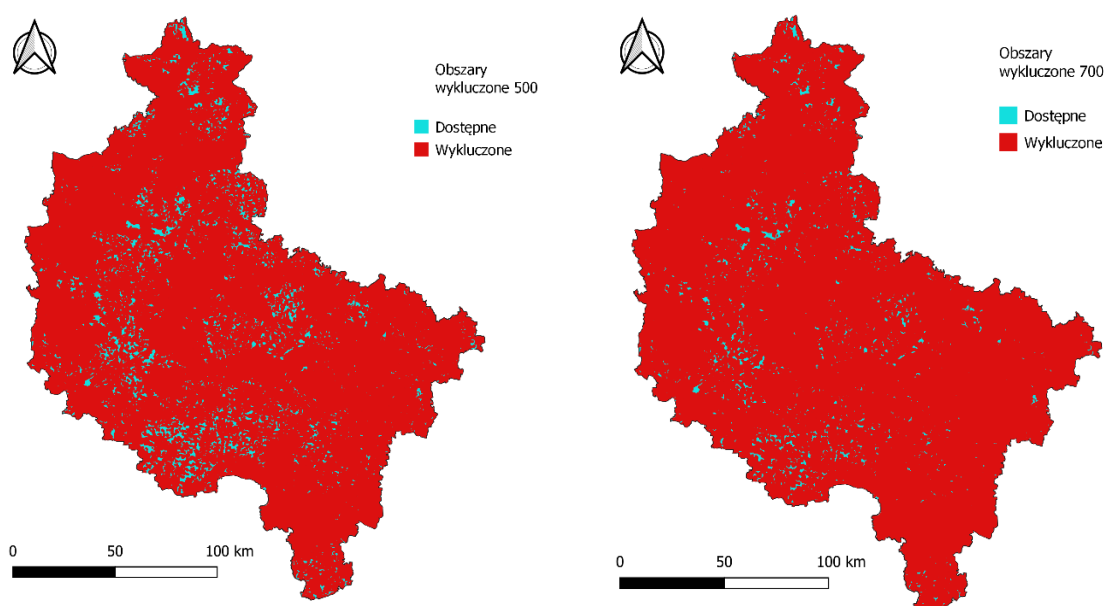 Obszary
wykluczone 500
Dostępne
Wykluczone
0 50 100 km
Obszary
wykluczone 700
Dostępne
Wykluczone
0 50 100 km